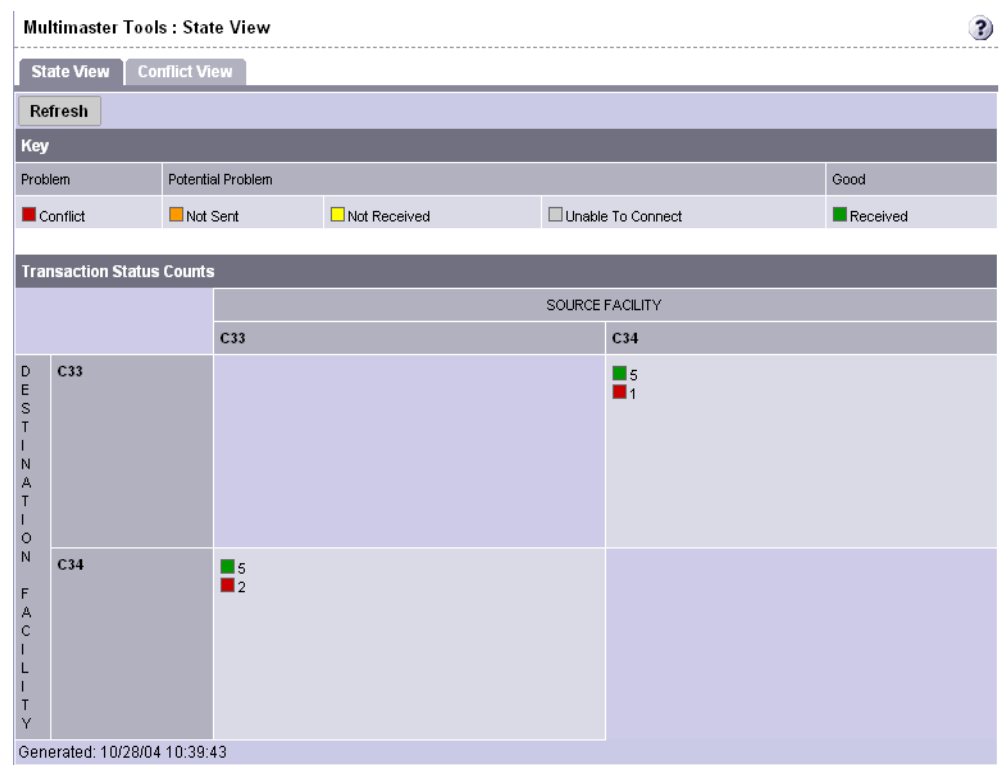 Multimaster Tools : State View
?
State View Conflict View
Refresh
Key
Problem Potential Problem Good
Conflict Not Sent Not Received Unable To Connect Received
Transaction Status Counts
SOURCE FACILITY
C33 C34
DESTINATION FACILITY
C33
5
1
C34
5
2
Generated: 10/28/04 10:39:43